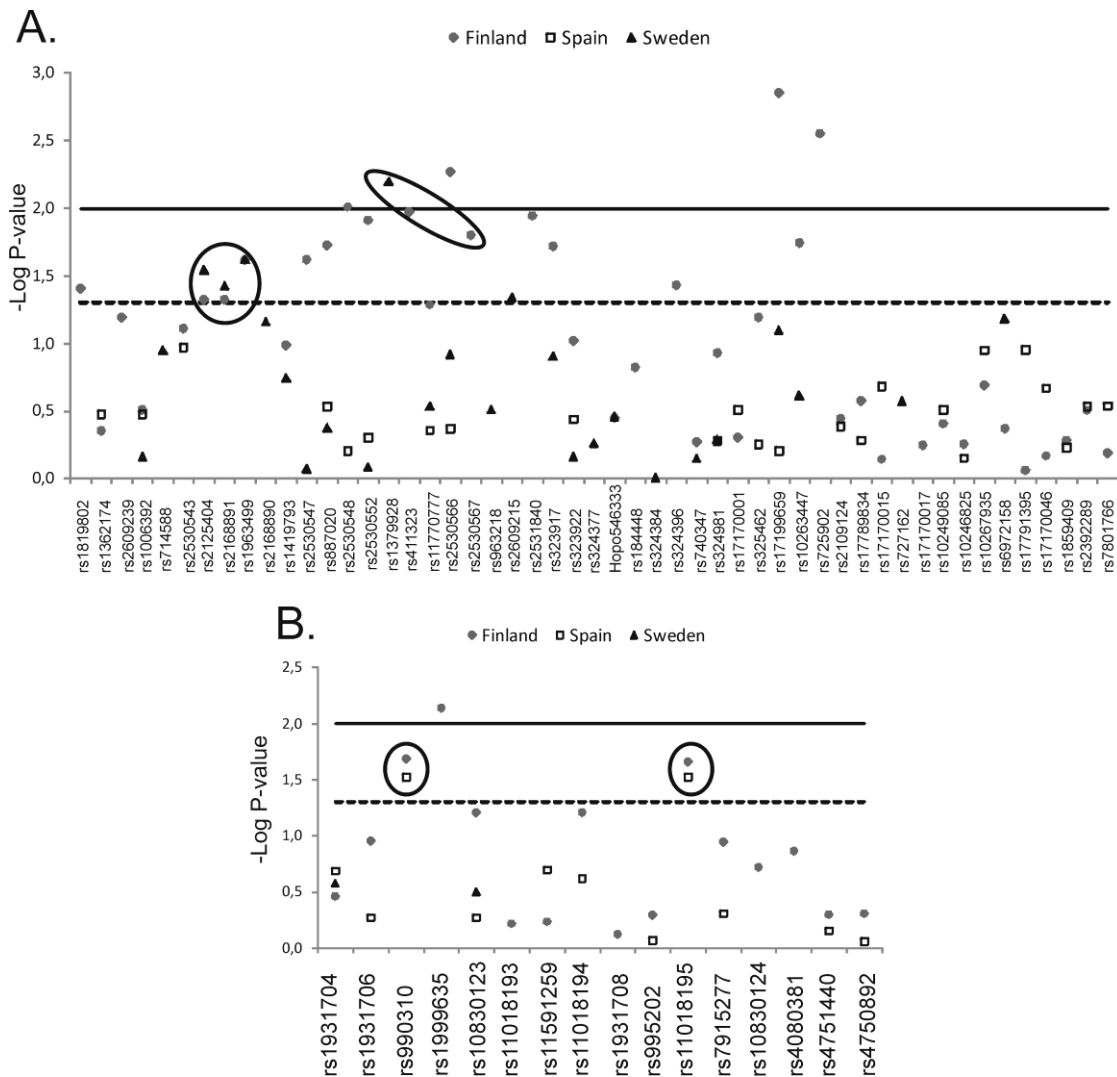 A.
Finland Spain Sweden
3,0
2,5
2,0
1,5
1,0
0,5
0,0
-Log P-value
rs1819802
rs1362174
rs2609239
rs1006392
rs714588
rs2530543
rs2125404
rs2168891
rs1963499
rs2168890
rs1419793
rs2530547
rs887020
rs2530548
rs2530552
rs1379928
rs411323
rs11770777
rs2530566
rs2530567
rs963218
rs2609215
rs2531840
rs323917
rs323922
rs324377
Hopo546333
rs184448
rs324384
rs324396
rs740347
rs324981
rs17170001
rs325462
rs17199659
rs10263447
rs725902
rs2109124
rs17789834
rs17170015
rs727162
rs17170017
rs10249085
rs10246825
rs10267935
rs6972158
rs17791395
rs17170046
rs1859409
rs2392289
rs7801766
B.
Finland Spain Sweden
2,5
2,0
1,5
1,0
0,5
0,0
-Log P-value
rs1931704
rs1931706
rs990310
rs1999635
rs10830123
rs11018193
rs11591259
rs11018194
rs1931708
rs995202
rs11018195
rs7915277
rs10830124
rs4080381
rs4751440
rs4750892